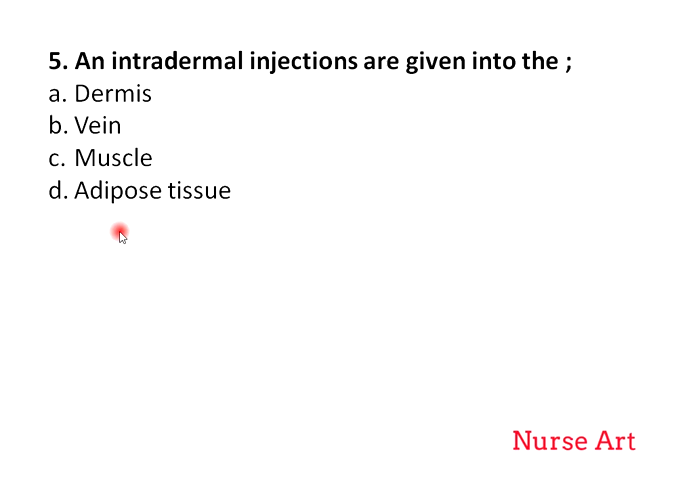 5. An intradermal injections are given into the ;
a. Dermis
b. Vein
c. Muscle
d. Adipose tissue
Nurse Art